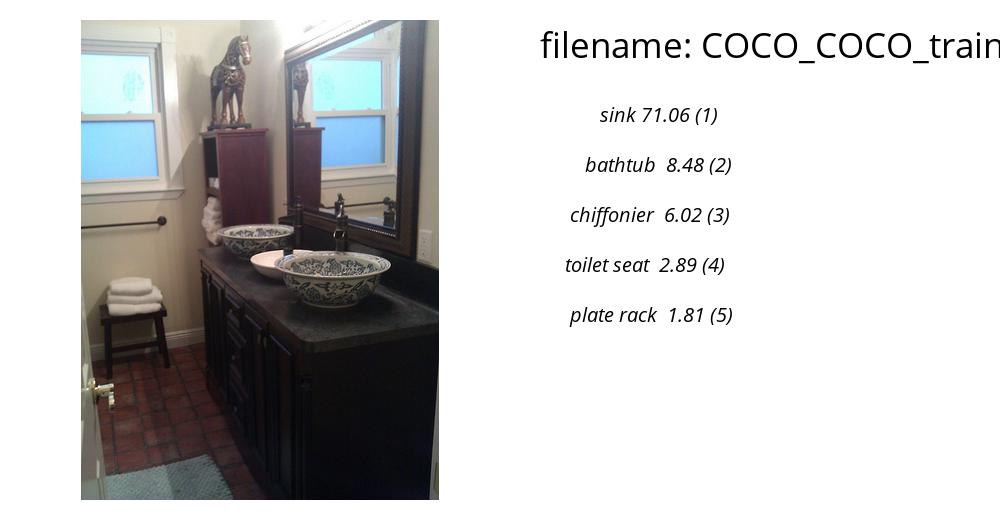 filename: COCO_COCO_train
sink 71.06 (1)
bathtub 8.48 (2)
chiffonier 6.02 (3)
toilet seat 2.89 (4)
plate rack 1.81 (5)